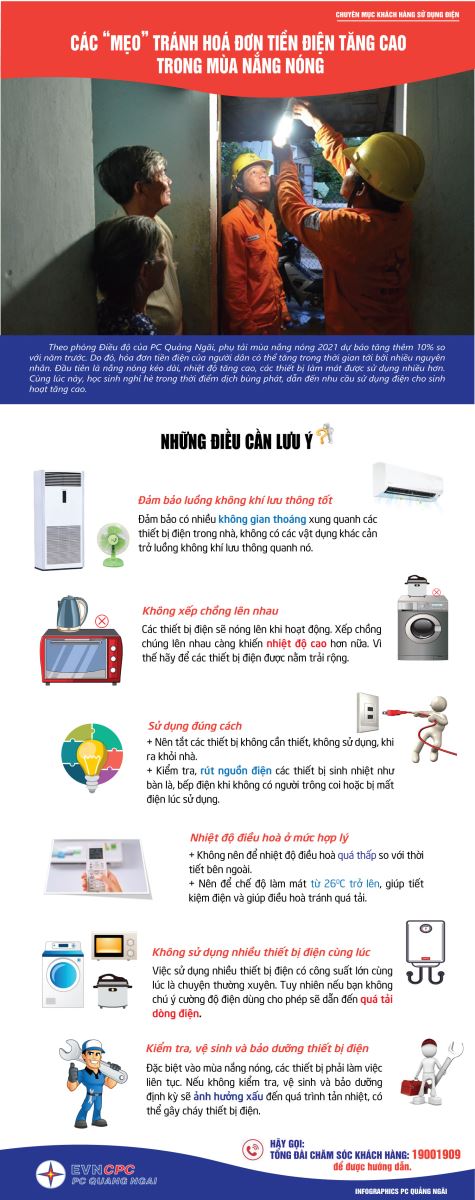 CHUYÊN MỤC KHÁCH HÀNG SỬ DỤNG ĐIỆN
CÁC “MẸO” TRÁNH HOÁ ĐƠN TIỀN ĐIỆN TĂNG CAO
TRONG MÙA NẮNG NÓNG
Theo phòng Điều độ của PC Quảng Ngãi, phụ tải mùa nắng nóng 2021 dự báo tăng thêm 10% so
với năm trước. Do đó, hóa đơn tiền điện của người dân có thể tăng trong thời gian tới bởi nhiều nguyên
nhân. Đầu tiên là nắng nóng kéo dài, nhiệt độ tăng cao, các thiết bị làm mát được sử dụng nhiều hơn.
Cùng lúc này, học sinh nghỉ hè trong thời điểm dịch bùng phát, dẫn đến nhu cầu sử dụng điện cho sinh
hoạt tăng cao.
NHỮNG ĐIỀU CẦN LƯU Ý
Đảm bảo luồng không khí lưu thông tốt
Đảm bảo có nhiều không gian thoáng xung quanh các
thiết bị điện trong nhà, không có các vật dụng khác cản
trở luồng không khí lưu thông quanh nó.
Không xếp chồng lên nhau
Các thiết bị điện sẽ nóng lên khi hoạt động. Xếp chồng
chúng lên nhau càng khiến nhiệt độ cao hơn nữa. Vì
thế hãy để các thiết bị điện được nằm trải rộng.
Sử dụng đúng cách
+ Nên tắt các thiết bị không cần thiết, không sử dụng, khi
ra khỏi nhà.
+ Kiểm tra, rút nguồn điện các thiết bị sinh nhiệt như
bàn là, bếp điện khi không có người trông coi hoặc bị mất
điện lúc sử dụng.
Nhiệt độ điều hoà ở mức hợp lý
+ Không nên để nhiệt độ điều hoà quá thấp so với thời
tiết bên ngoài.
+ Nên để chế độ làm mát từ 26⁰C trở lên, giúp tiết
kiệm điện và giúp điều hoà tránh quá tải.
Không sử dụng nhiều thiết bị điện cùng lúc
Việc sử dụng nhiều thiết bị điện có công suất lớn cùng
lúc là chuyện thường xuyên. Tuy nhiên nếu bạn không
chú ý cường độ điện dùng cho phép sẽ dẫn đến quá tải
dòng điện.
Kiểm tra, vệ sinh và bảo dưỡng thiết bị điện
Đặc biệt vào mùa nắng nóng, các thiết bị phải làm việc
liên tục. Nếu không kiểm tra, vệ sinh và bảo dưỡng
định kỳ sẽ ảnh hưởng xấu đến quá trình tản nhiệt, có
thể gây cháy thiết bị điện.
HÃY GỌI:
TỔNG ĐÀI CHĂM SÓC KHÁCH HÀNG: 19001909
để được hướng dẫn.
EVNCPC
PC QUANG NGAI
INFOGRAPHICS PC QUẢNG NGÃI